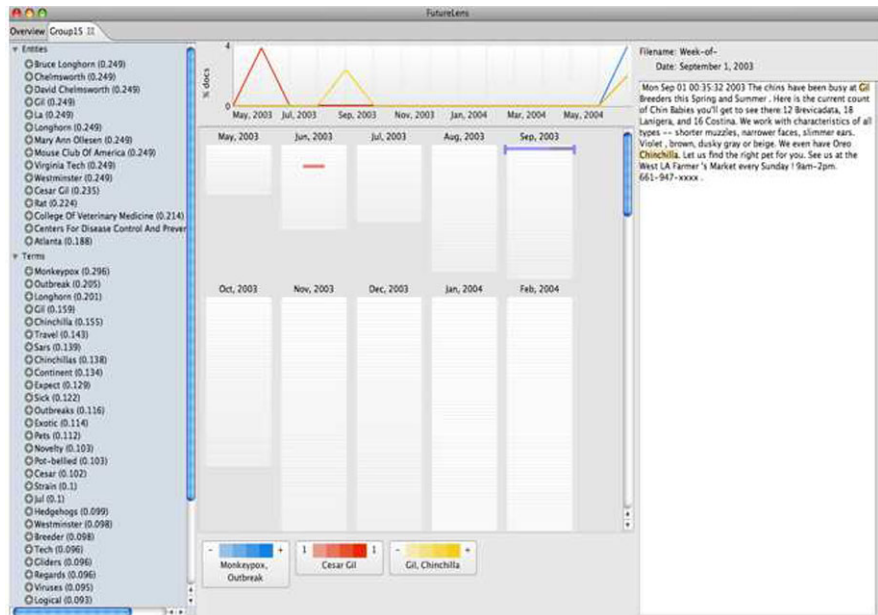 FutureLens
Overview Group15
Entites
Bruce Longhorn (0.249)
Chelmsworth (0.249)
David Chelmsworth (0.249)
Gil (0.249)
La (0.249)
Longhorn (0.249)
Mary Ann Ollesen (0.249)
Mouse Club Of America (0.249)
Virginia Tech (0.249)
Westminster (0.249)
Cesar Gil (0.235)
Rat (0.224)
College Of Veterinary Medicine (0.214)
Centers For Disease Control And Prever
Atlanta (0.188)
Terms
Monkeypox (0.296)
Outbreak (0.205)
Longhorn (0.201)
Gil (0.159)
Chinchilla (0.155)
Travel (0.143)
Sars (0.139)
Chinchillas (0.138)
Continent (0.134)
Expect (0.129)
Sick (0.122)
Outbreaks (0.116)
Exotic (0.114)
Pets (0.112)
Novelty (0.103)
Pot-bellied (0.103)
Cesar (0.102)
Strain (0.1)
Jul (0.1)
Hedgehogs (0.099)
Westminster (0.098)
Breeder (0.098)
Tech (0.096)
Gliders (0.096)
Regards (0.096)
Viruses (0.095)
Logical (0.093)
4
% docs
0
May, 2003 Jul, 2003 Sep, 2003 Nov, 2003 Jan, 2004 Mar, 2004 May, 2004
May, 2003 Jun, 2003 Jul, 2003 Aug, 2003 Sep, 2003
Oct, 2003 Nov, 2003 Dec, 2003 Jan, 2004 Feb, 2004
- +
Monkeypox,
Outbreak
1 1
Cesar Gil
- +
Gil, Chinchilla
Filename: Week-of-
Date: September 1, 2003
Mon Sep 01 00:35:32 2003 The chins have been busy at Gil
Breeders this Spring and Summer . Here is the current count
of Chin Babies you'll get to see there:12 Brevicadata, 18
Lanigera, and 16 Costina. We work with characteristics of all
types -- shorter muzzles, narrower faces, slimmer ears.
Violet , brown, dusky gray or beige. We even have Oreo
Chinchilla. Let us find the right pet for you. See us at the
West LA Farmer 's Market every Sunday ! 9am-2pm.
661-947-xxxx .